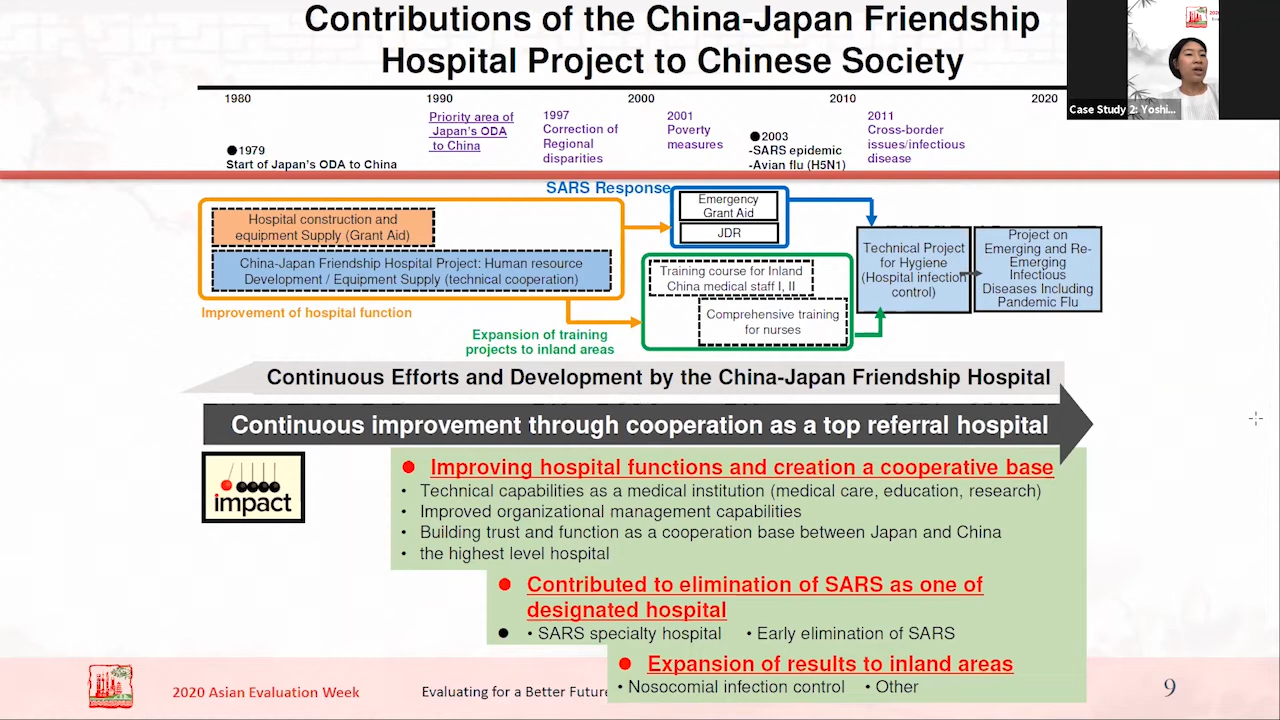 Contributions of the China-Japan Friendship
Hospital Project to Chinese Society
Case Study 2: Yoshi...
1980
1990
2000
2010
2020
Priority area of
Japan's ODA
to China
1997
Correction of
Regional
disparities
2001
Poverty
measures
●2003
-SARS epidemic
-Avian flu (H5N1)
2011
Cross-border
issues/infectious
disease
●1979
Start of Japan's ODA to China
SARS Response
Hospital construction and
equipment Supply (Grant Aid)
China-Japan Friendship Hospital Project: Human resource
Development / Equipment Supply (technical cooperation)
Improvement of hospital function
Emergency
Grant Aid
JDR
Training course for Inland
China medical staff I, II
Comprehensive training
for nurses
Expansion of training
projects to inland areas
Technical Project
for Hygiene
(Hospital infection
control)
Project on
Emerging and Re-
Emerging
Infectious
Diseases Including
Pandemic Flu
Continuous Efforts and Development by the China-Japan Friendship Hospital
Continuous improvement through cooperation as a top referral hospital
impact
● Improving hospital functions and creation a cooperative base
• Technical capabilities as a medical institution (medical care, education, research)
• Improved organizational management capabilities
• Building trust and function as a cooperation base between Japan and China
• the highest level hospital
● Contributed to elimination of SARS as one of
designated hospital
● • SARS specialty hospital • Early elimination of SARS
● Expansion of results to inland areas
• Nosocomial infection control • Other
2020 Asian Evaluation Week
Evaluating for a Better Future
9